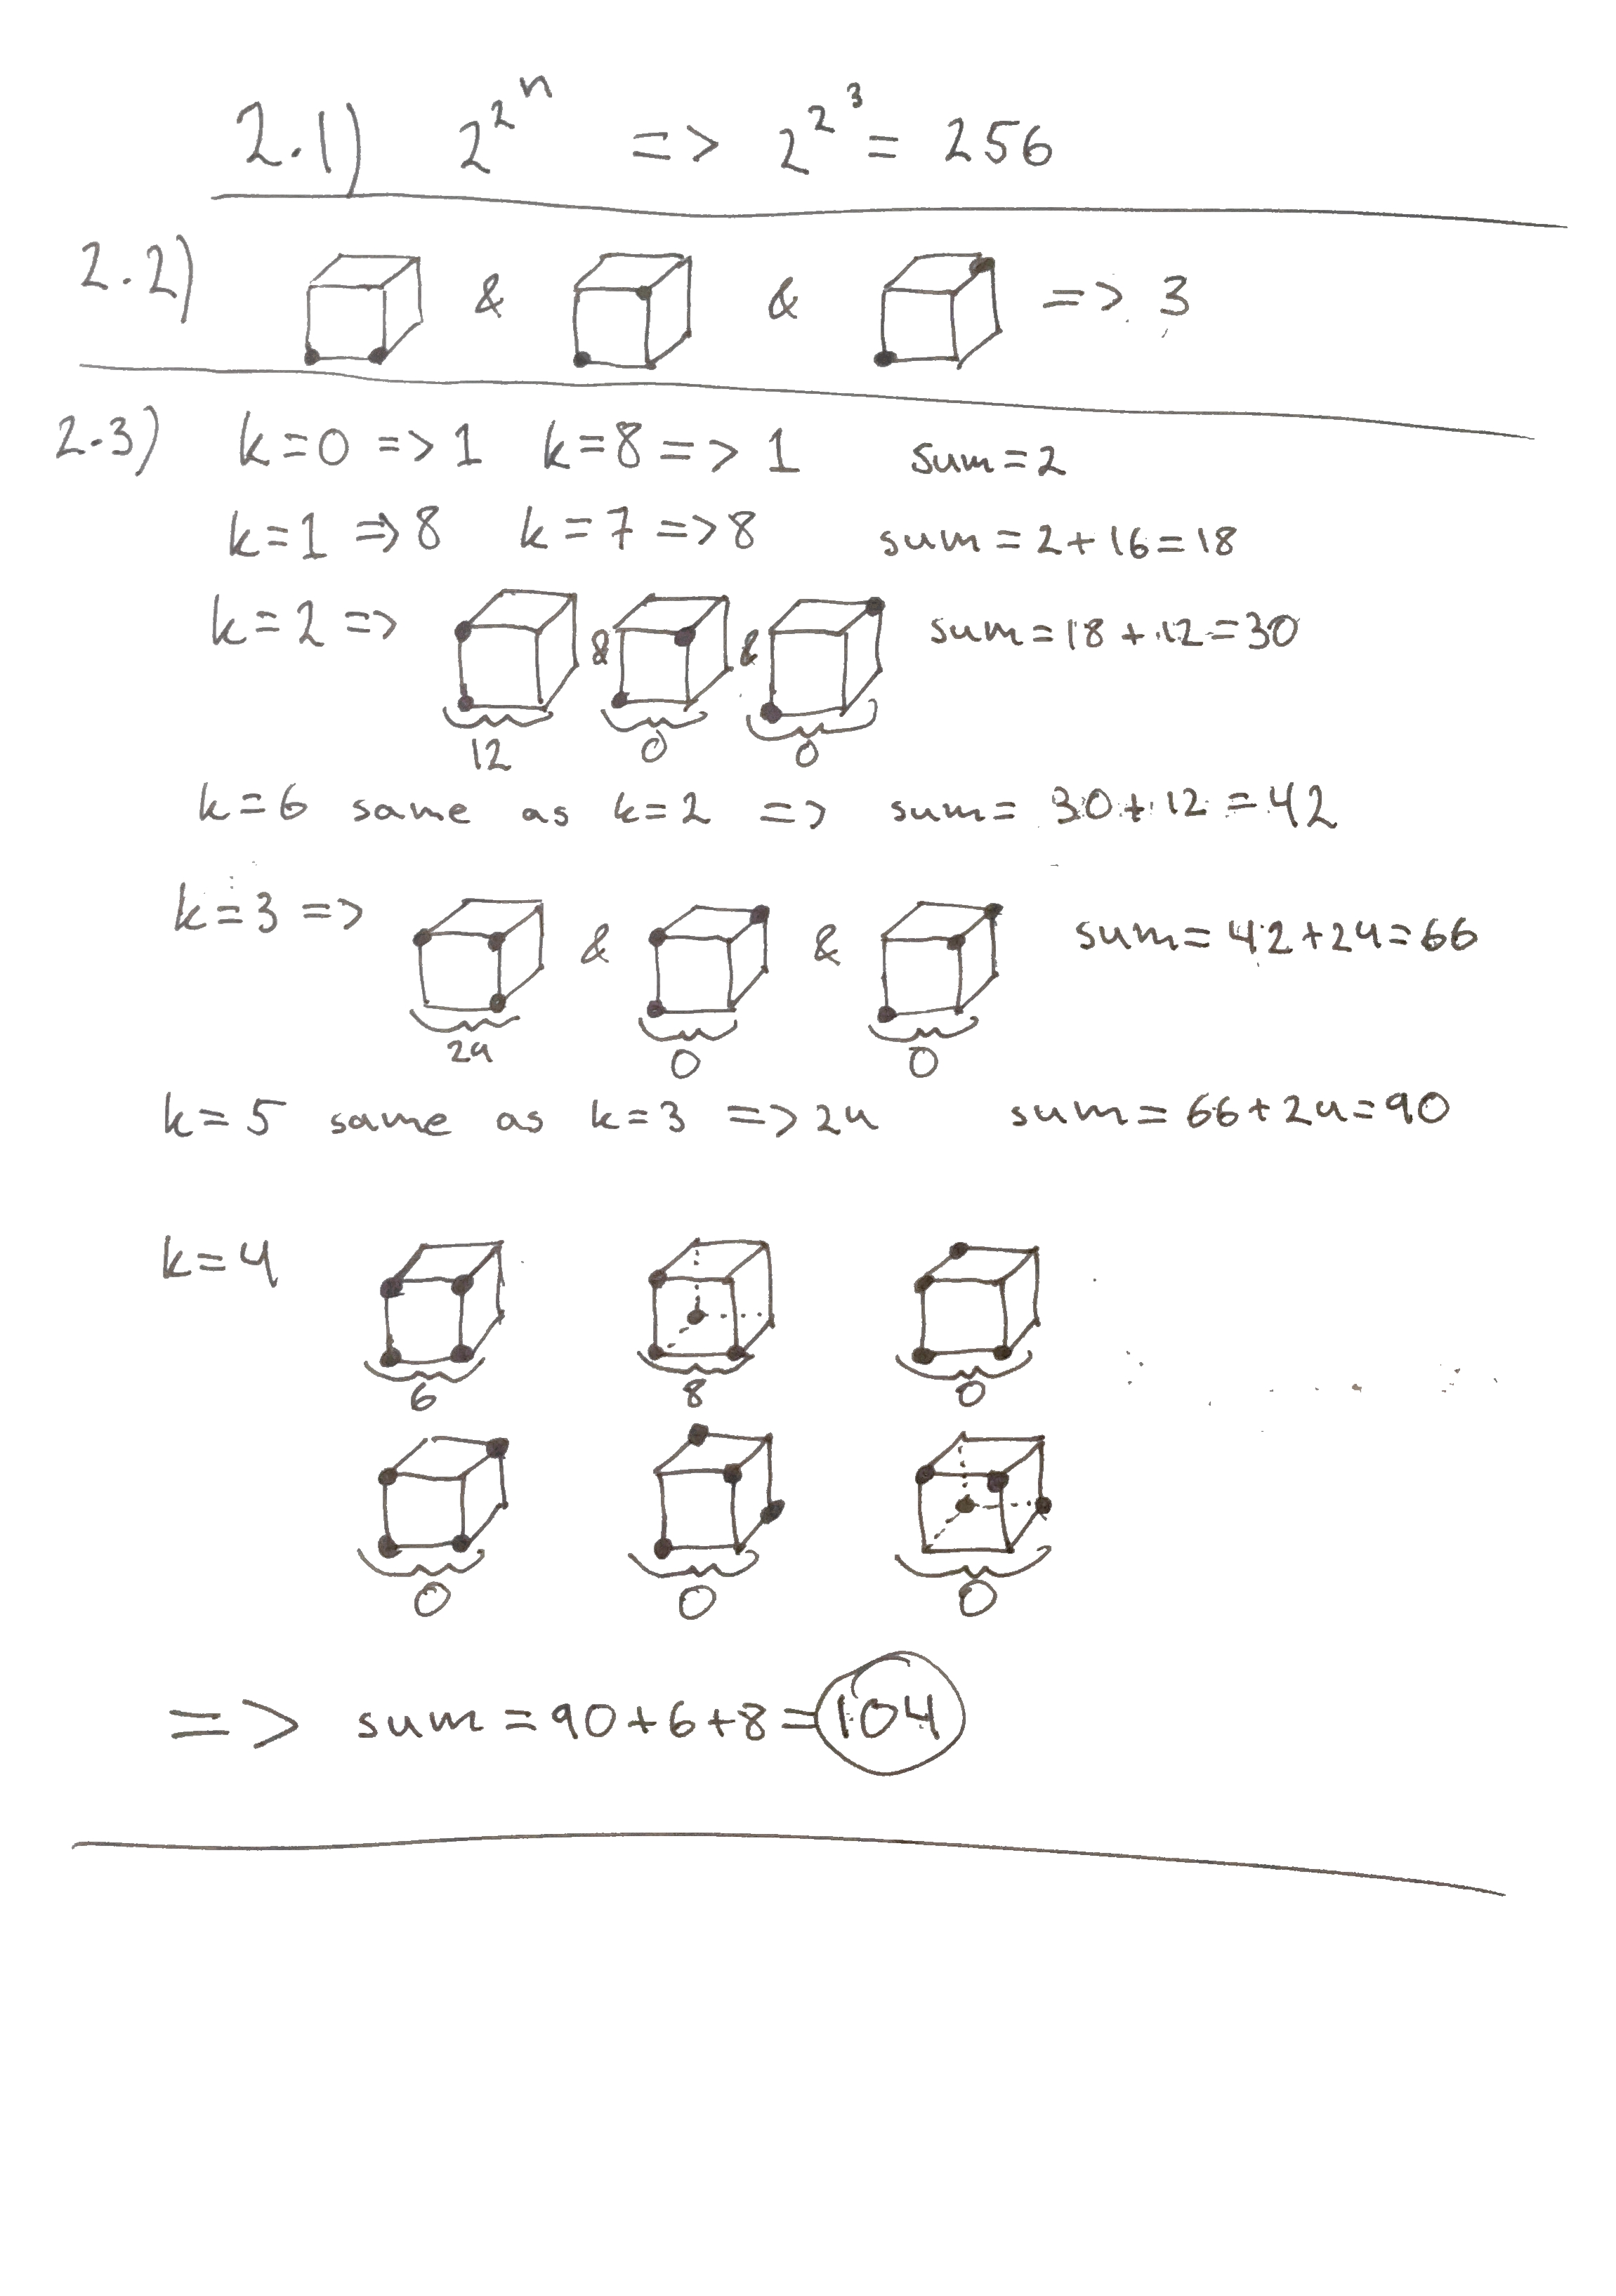 2.1) 2^2^n => 2^2^3 = 256
2.2) & & => 3
2.3) k=0 => 1 k=8 => 1 sum=2
k=1 => 8 k=7 => 8 sum=2+16=18
k=2 => & & sum=18+12=30
12 0 0
k=6 same as k=2 => sum= 30+12=42
k=3 => & & sum=42+24=66
24 0 0
k=5 same as k=3 => 24 sum=66+24=90
k=4
6 8 0
0 0 0
=> sum=90+6+8=104